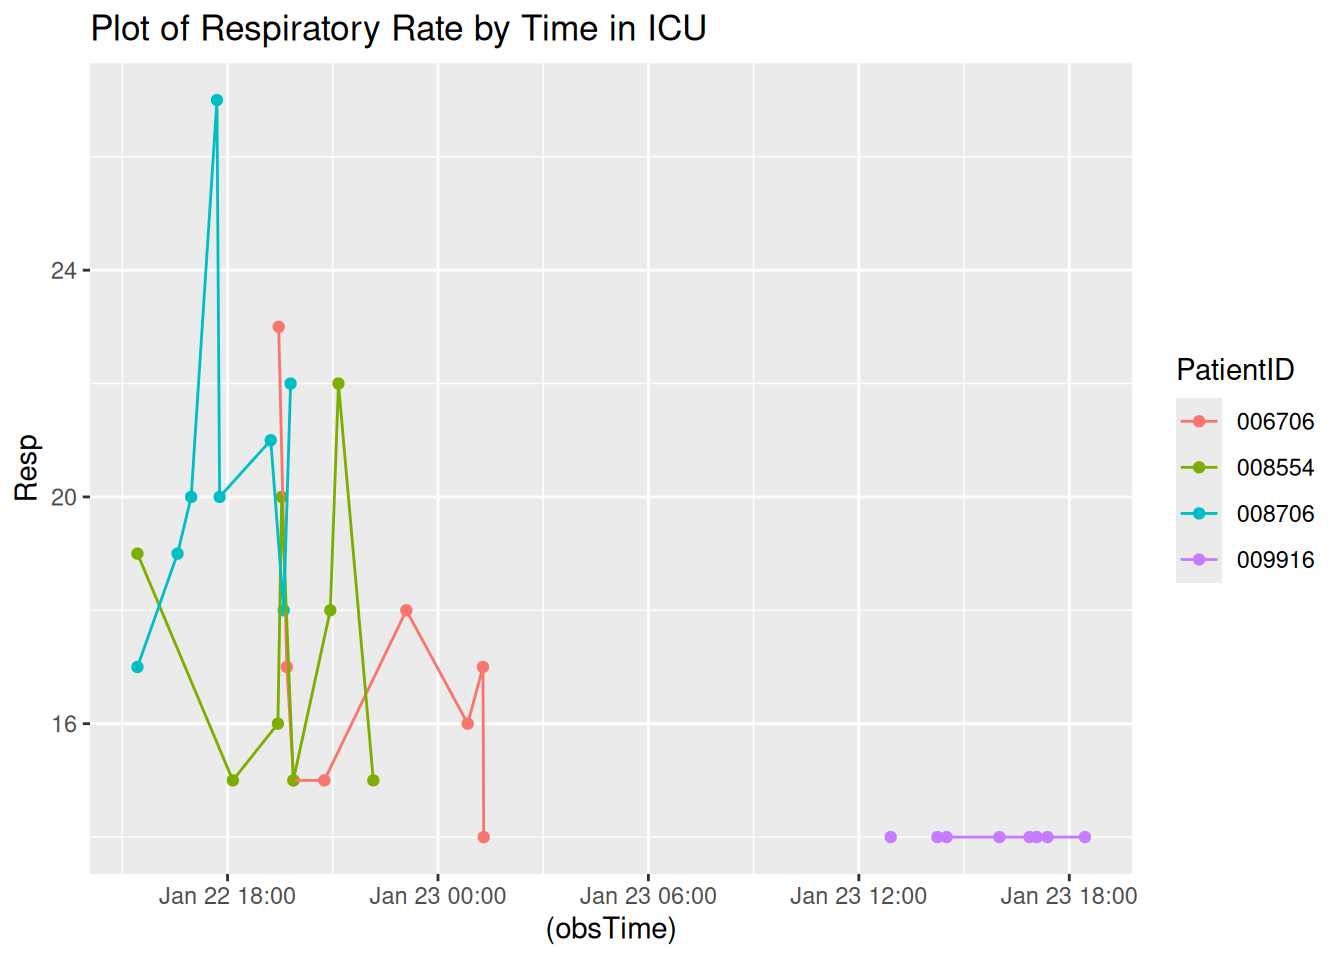 Plot of Respiratory Rate by Time in ICU
24
20
16
Resp
Jan 22 18:00 Jan 23 00:00 Jan 23 06:00 Jan 23 12:00 Jan 23 18:00
(obsTime)
PatientID
006706
008554
008706
009916